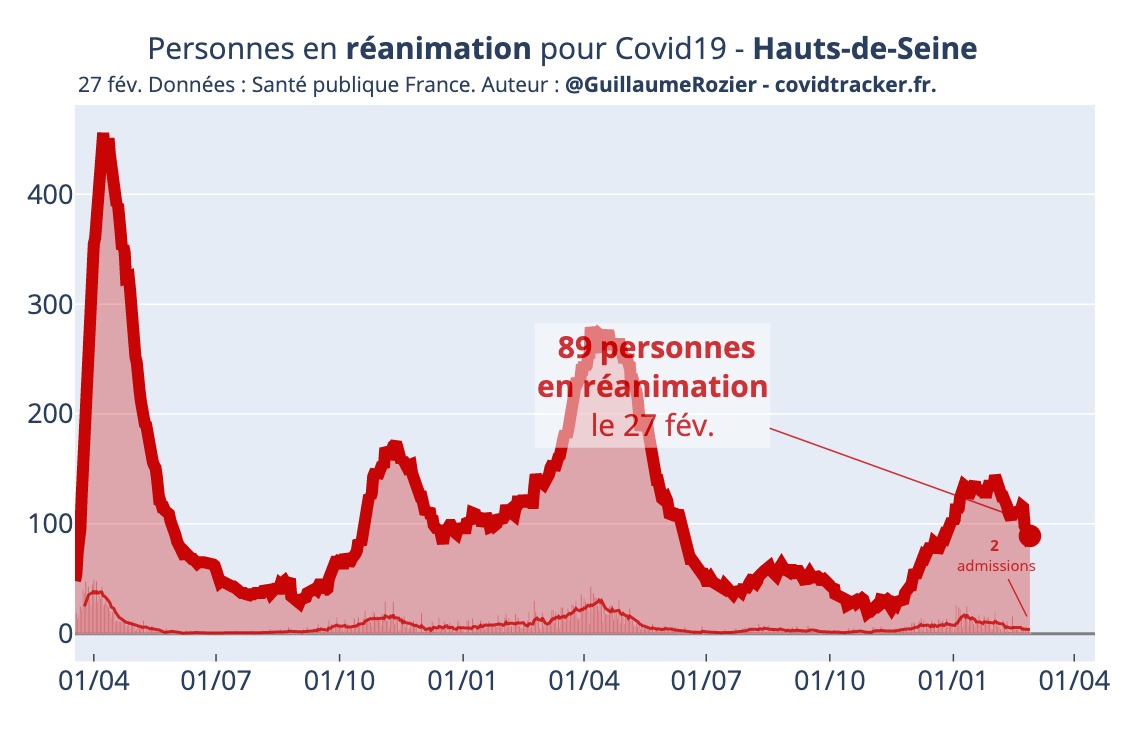 Personnes en réanimation pour Covid19 - Hauts-de-Seine
27 fév. Données : Santé publique France. Auteur : @GuillaumeRozier - covidtracker.fr.
400
300
89 personnes
en réanimation
le 27 fév.
200
100
2
admissions
0
01/04 01/07 01/10 01/01 01/04 01/07 01/10 01/01 01/04